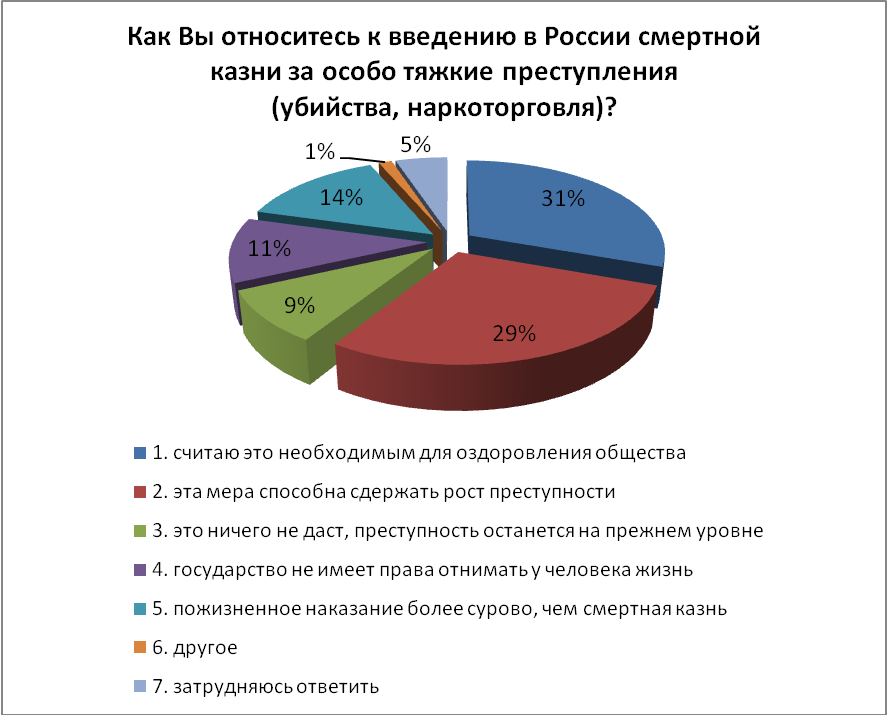 Как Вы относитесь к введению в России смертной
казни за особо тяжкие преступления
(убийства, наркоторговля)?
1%
5%
31%
14%
11%
9%
29%
1. считаю это необходимым для оздоровления общества
2. эта мера способна сдержать рост преступности
3. это ничего не даст, преступность останется на прежнем уровне
4. государство не имеет права отнимать у человека жизнь
5. пожизненное наказание более сурово, чем смертная казнь
6. другое
7. затрудняюсь ответить